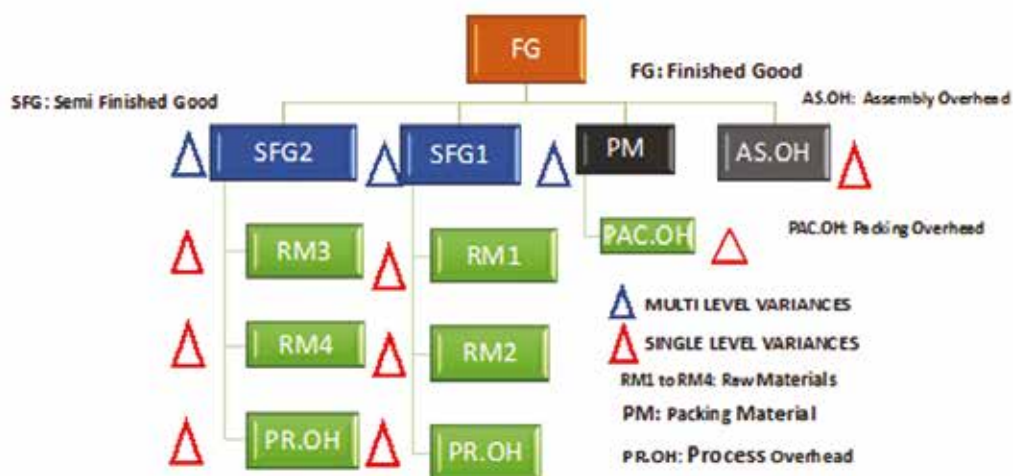 FG
FG: Finished Good
SFG: Semi Finished Good
AS.OH: Assembly Overhead
SFG2
SFG1
PM
AS.OH
RM3
RM1
PAC.OH
PAC.OH: Packing Overhead
MULTI LEVEL VARIANCES
RM4
RM2
SINGLE LEVEL VARIANCES
RM1 to RM4: Raw Materials
PM: Packing Material
PR.OH
PR.OH
PR.OH: Process Overhead